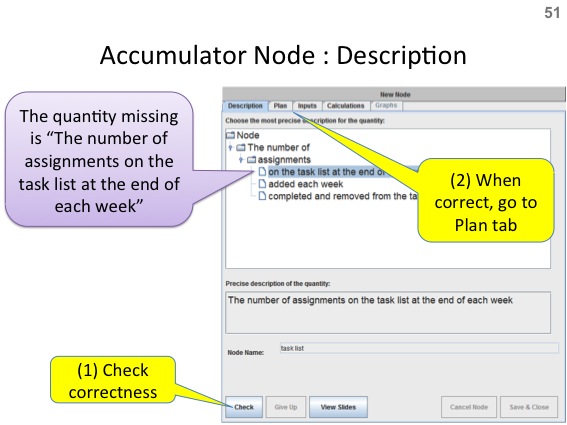 51
Accumulator Node : Description
The quantity missing
is “The number of
assignments on the
task list at the end of
each week”
New Node
Description Plan Inputs Calculations Graphs
Choose the most precise description for the quantity:
Node
The number of
assignments
on the task list at the end of
added each week
completed and removed from the
(2) When
correct, go to
Plan tab
Precise description of the quantity:
The number of assignments on the task list at the end of each week
Node Name: task list
(1) Check
correctness
Check Give Up View Slides Cancel Node Save & Close